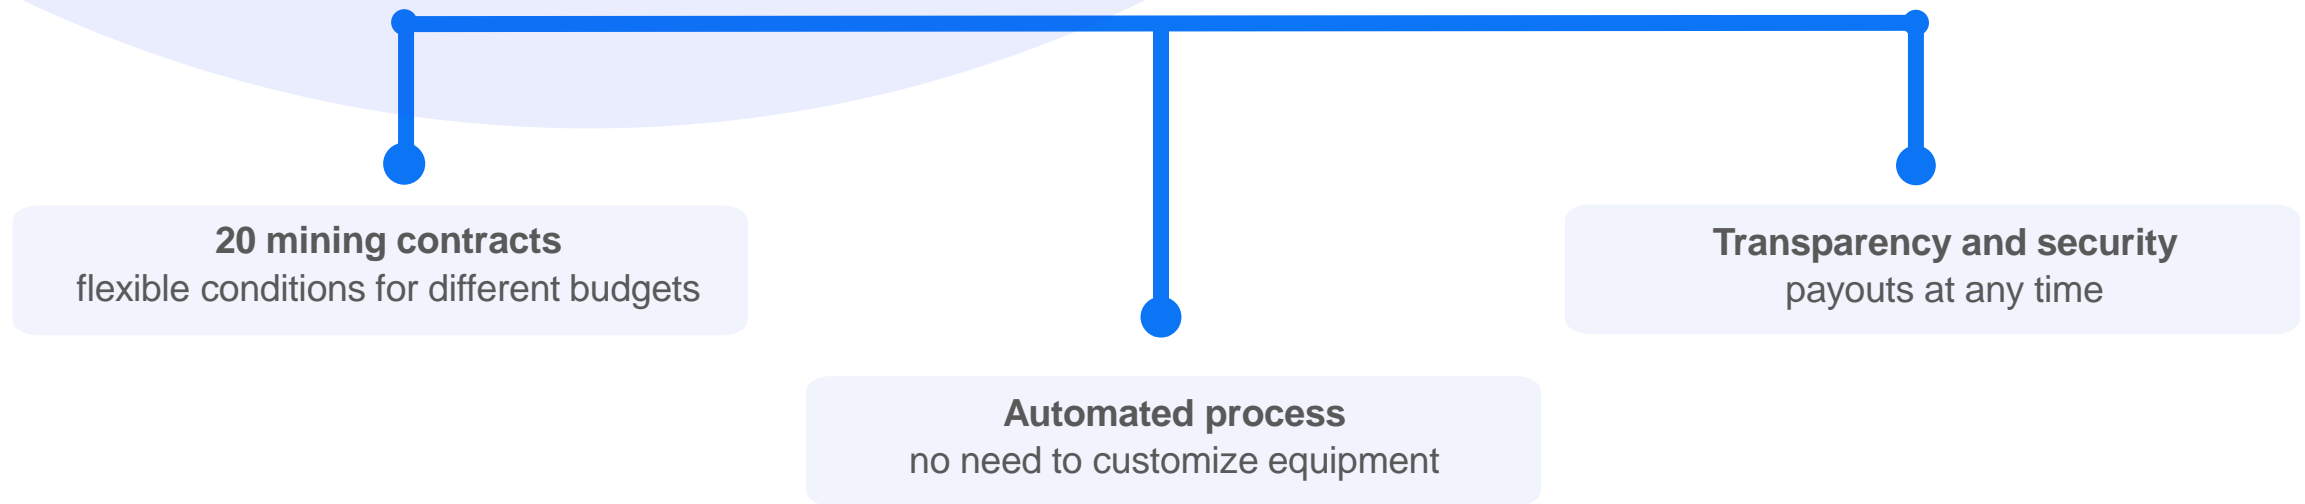 20 mining contracts
flexible conditions for different budgets
Automated process
no need to customize equipment
Transparency and security
payouts at any time